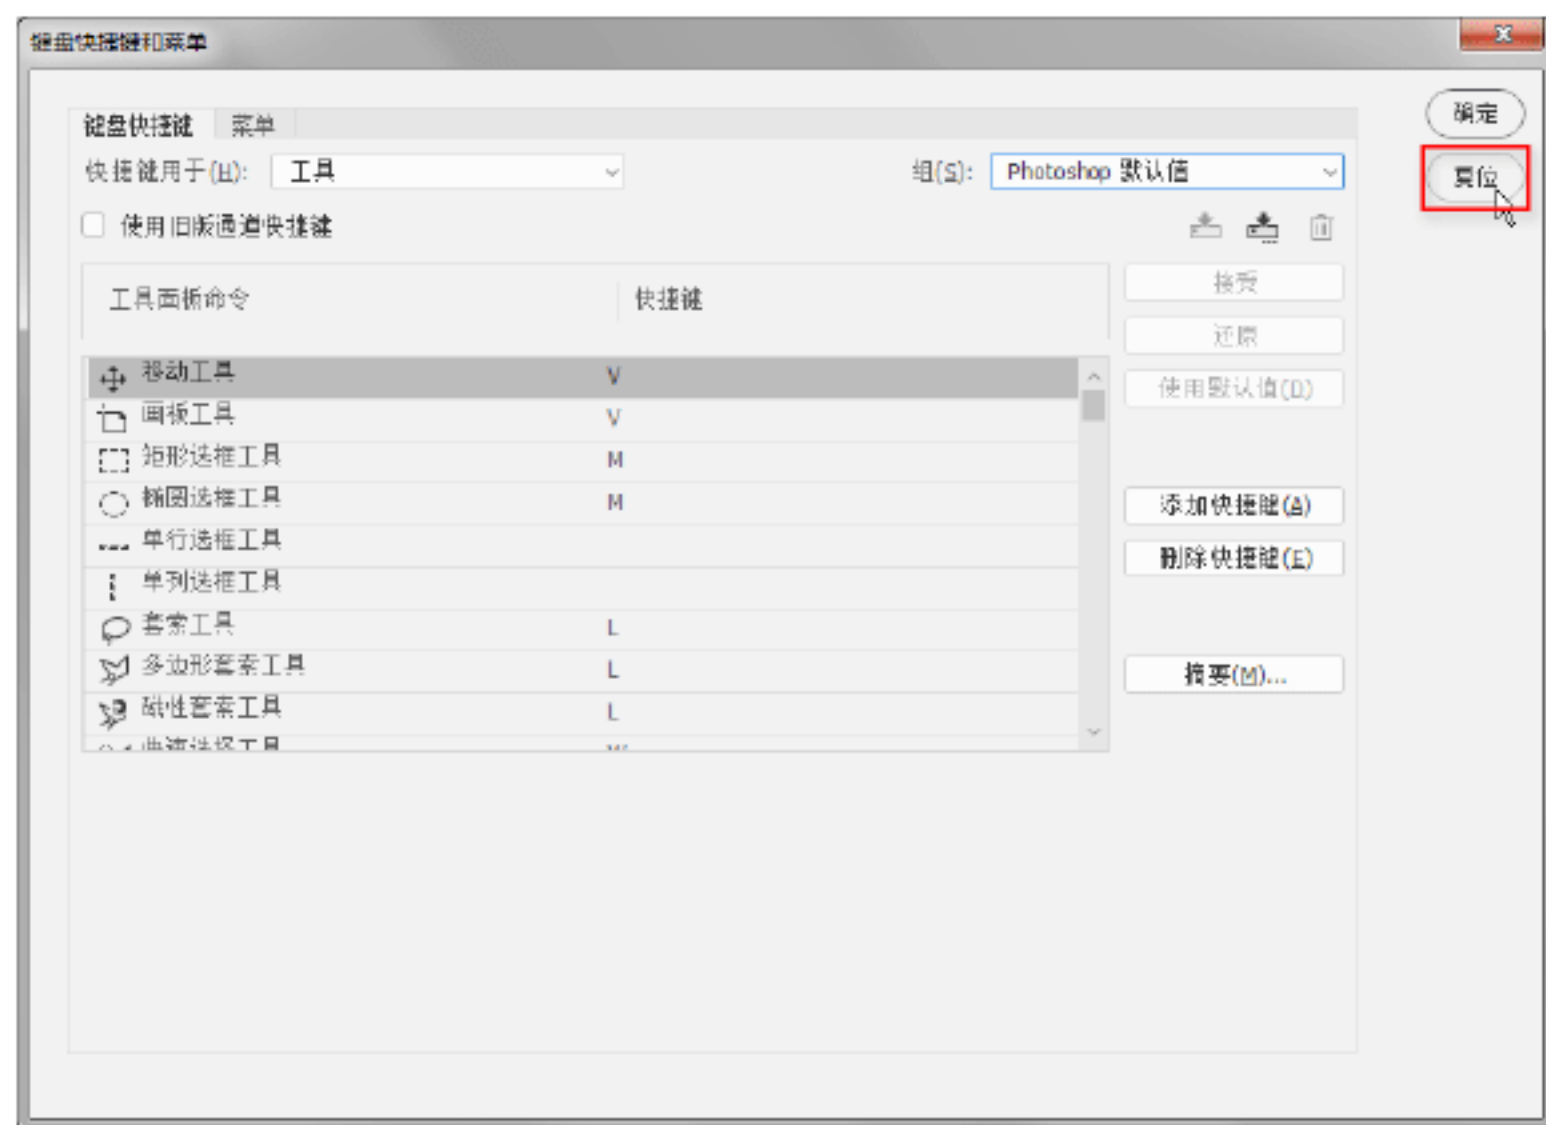 键盘快捷键和菜单
确定
键盘快捷键 菜单
快捷键用于(H): 工具 组(S): Photoshop 默认值
复位
使用旧版通道快捷键
接受
工具面板命令 快捷键
还原
移动工具 V
使用默认值(D)
画板工具 V
矩形选框工具 M
椭圆选框工具 M
添加快捷键(A)
单行选框工具
删除快捷键(E)
单列选框工具
套索工具 L
多边形套索工具 L
摘要(M)...
磁性套索工具 L